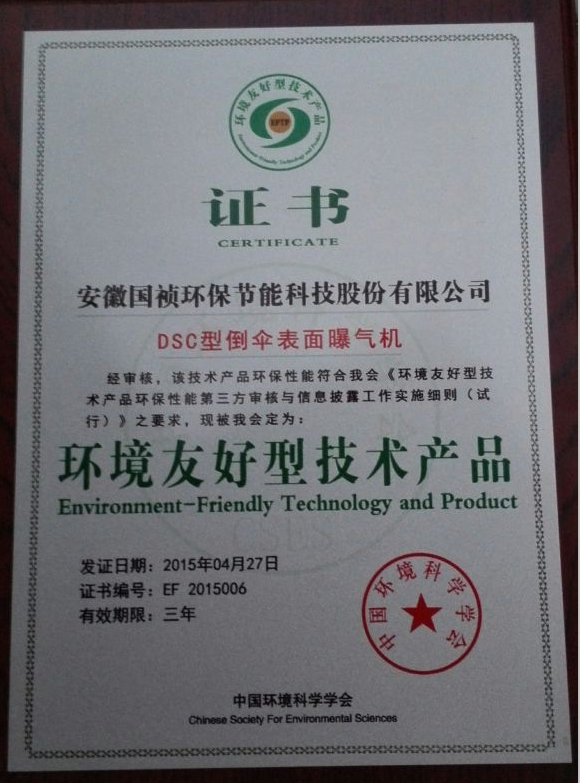 环境友好型技术产品
EFTP
Environment Friendly Technology and Product
证书
CERTIFICATE
安徽国祯环保节能科技股份有限公司
DSC型倒伞表面曝气机
经审核，该技术产品环保性能符合我会《环境友好型技
术产品环保性能第三方审核与信息披露工作实施细则（试
行）》之要求，现被我会定为：
环境友好型技术产品
Environment-Friendly Technology and Product
CSES
发证日期：2015年04月27日
证书编号：EF 2015006
有效期限：三年
中国环境科学学会
中国环境科学学会
Chinese Society For Environmental Sciences